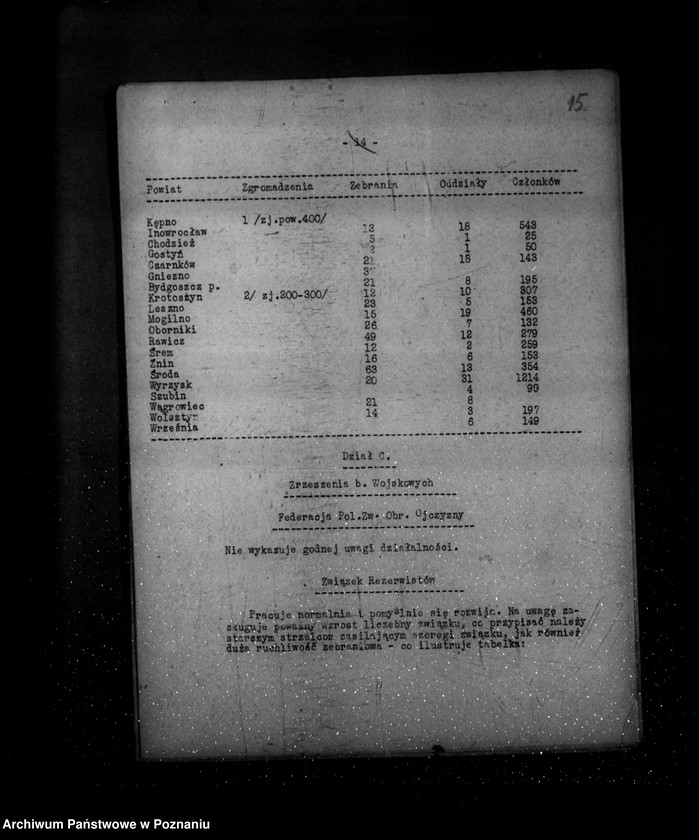 15.
- 14 -
Powiat Zgromadzenia Zebrania Oddziały Członków
Kępno 1 /zj.pow.400/
Inowrocław 13 18 543
Chodzież 5 1 25
Gostyń 3 1 50
Czarnków 21 18 143
Gniezno
Bydgoszcz p. 21 8 195
Krotoszyn 2/ zj.200-300/ 12 10 307
Leszno 23 5 153
Mogilno 15 19 460
Oborniki 26 7 132
Rawicz 49 12 279
Śrem 12 2 259
Żnin 16 6 153
Środa 63 13 354
Wyrzysk 20 31 1214
Szubin 4 99
Wągrowiec 21 8
Wolsztyn 14 3 197
Września 6 149
Dział C.
Zrzeszenia b. Wojskowych
Federacja Pol.Zw. Obr. Ojczyzny
Nie wykazuje godnej uwagi działalności.
Związek Rezerwistów
Pracuje normalnie i pomyślnie się rozwija. Na uwagę za-
sługuje poważny wzrost liczebny związku, co przypisać należy
starszym strzelcom zasilającym szeregi związku, jak również
duża ruchliwość zebraniowa - co ilustruje tabelka:
Archiwum Państwowe w Poznaniu